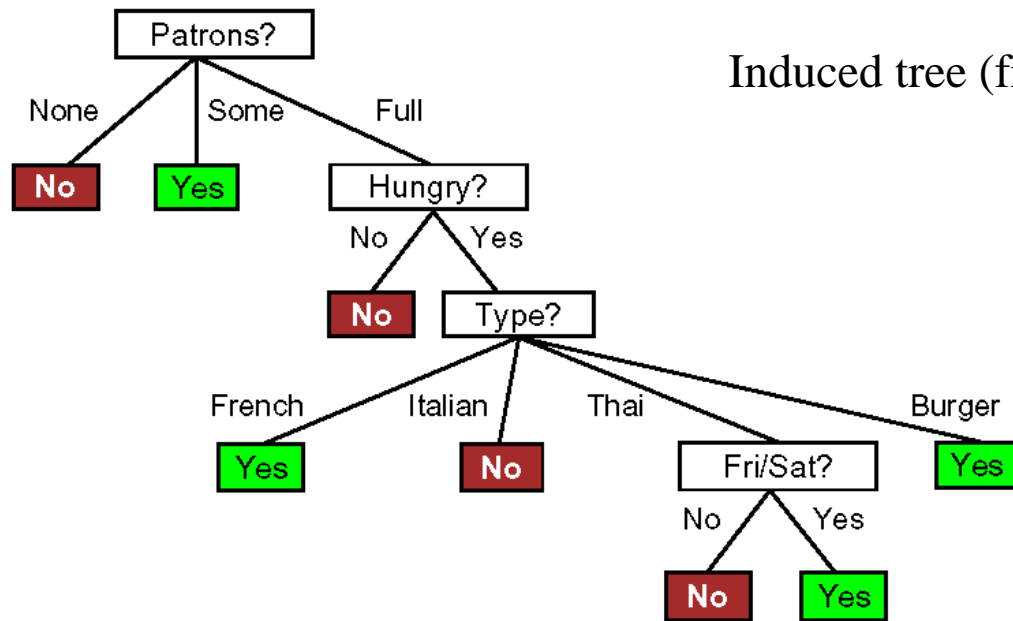 Patrons?
Induced tree (fi
None Some Full
No Yes Hungry?
No Yes
No Type?
French Italian Thai Burger
Yes No Fri/Sat? Yes
No Yes
No Yes